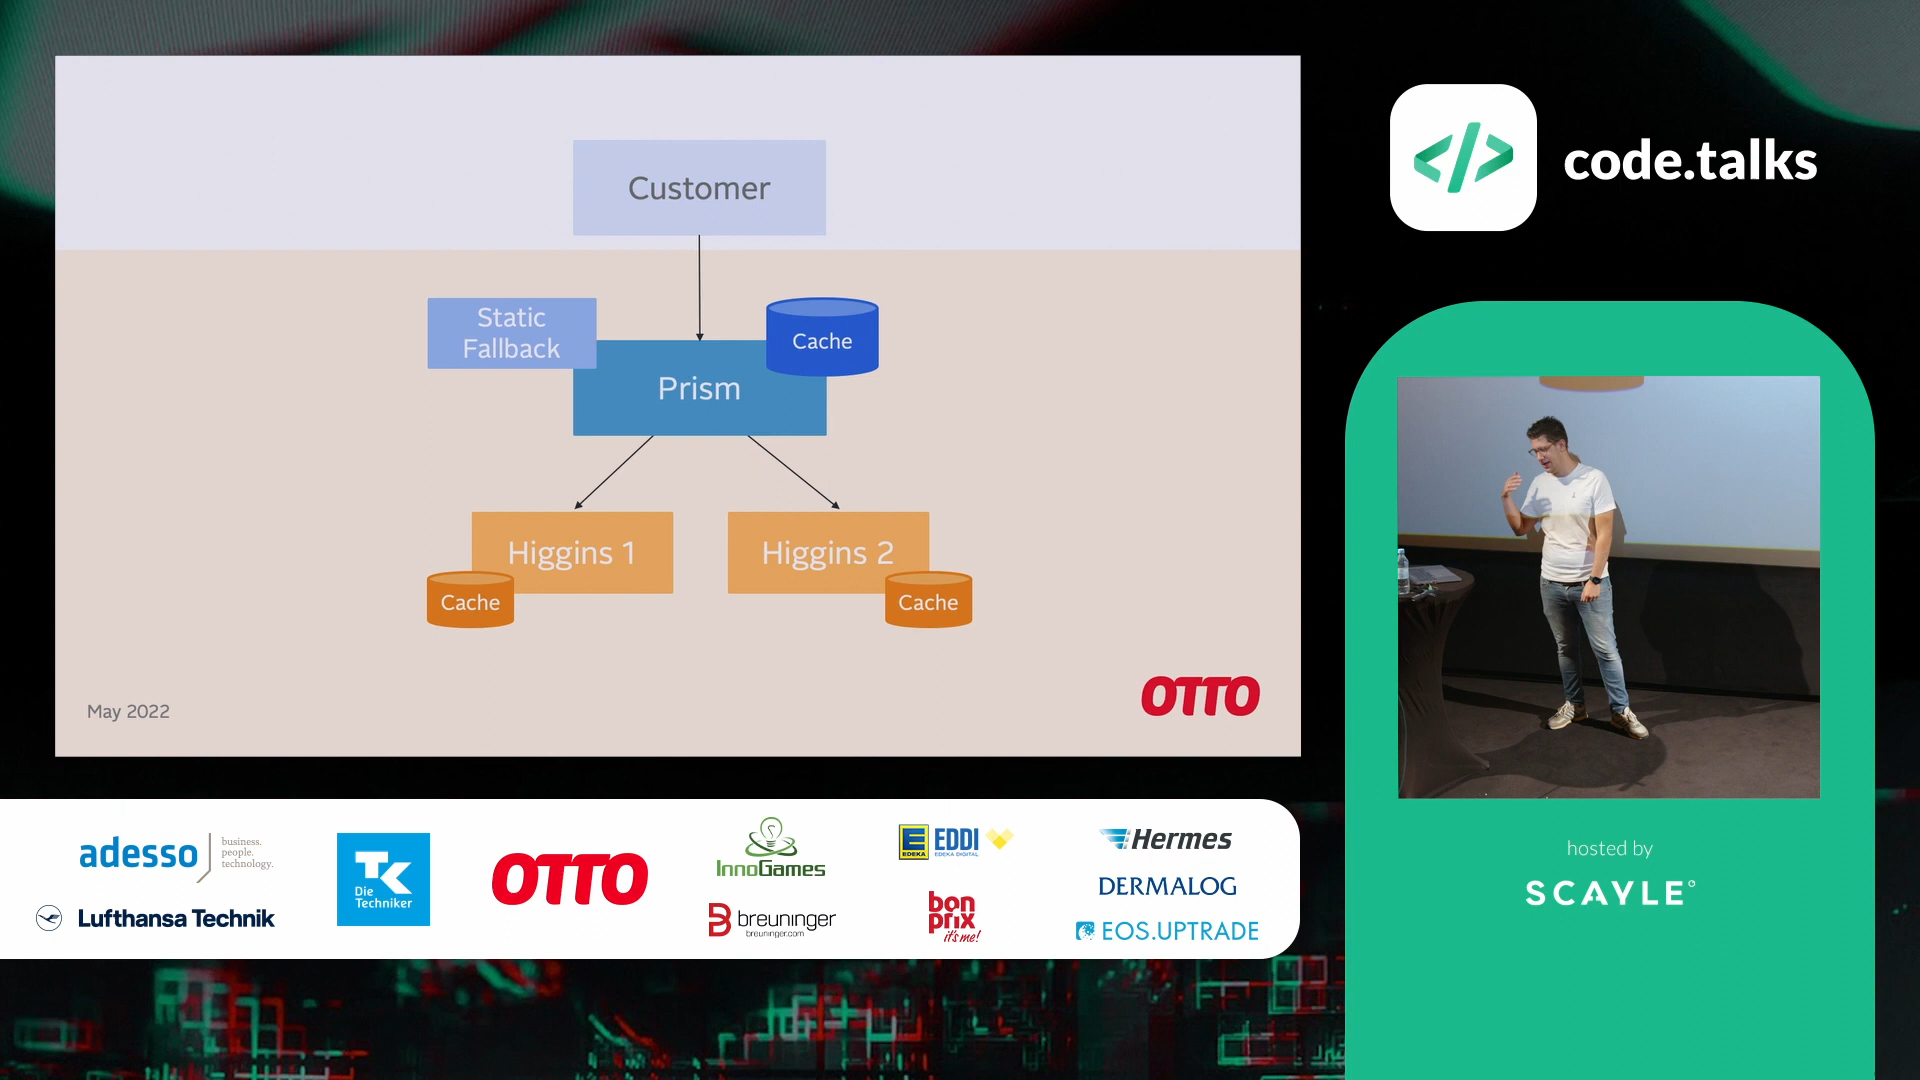 Customer
Static
Fallback
Cache
Prism
Higgins 1
Higgins 2
Cache
Cache
May 2022
OTTO
</> code.talks
hosted by
SCAYLE
adesso
business.
people.
technology.
Lufthansa Technik
TK
Die
Techniker
OTTO
InnoGames
breuninger
breuninger.com
E
EDEKA
EDDI
EDEKA DIGITAL
bon
prix
it's me!
Hermes
DERMALOG
EOS.UPTRADE